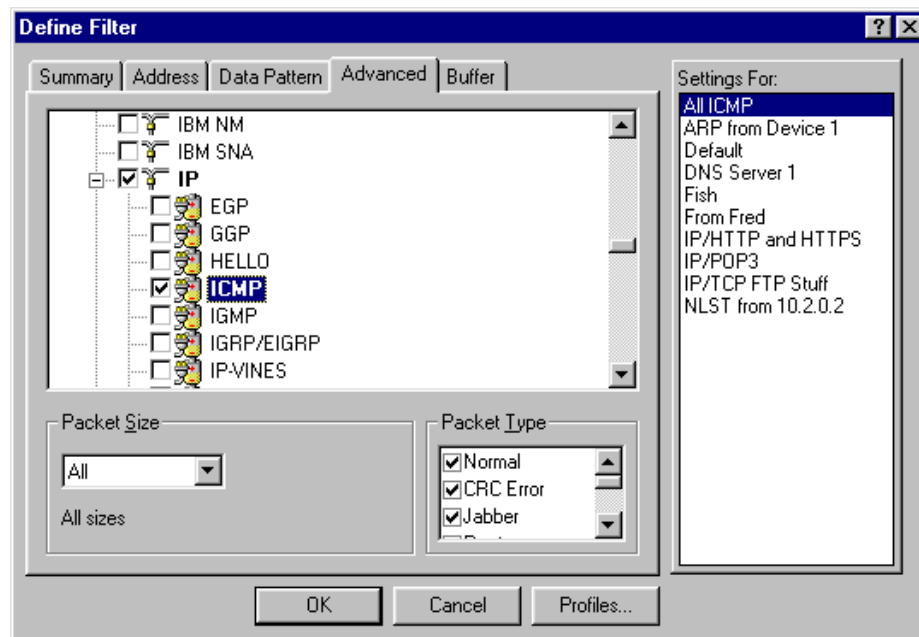 Define Filter
Summary
Address
Data Pattern
Advanced
Buffer
IBM NM
IBM SNA
IP
EGP
GGP
HELLO
ICMP
IGMP
IGRP/EIGRP
IP-VINES
Packet Size
All
All sizes
Packet Type
Normal
CRC Error
Jabber
Settings For:
All ICMP
ARP from Device 1
Default
DNS Server 1
Fish
From Fred
IP/HTTP and HTTPS
IP/POP3
IP/TCP FTP Stuff
NLST from 10.2.0.2
OK
Cancel
Profiles...